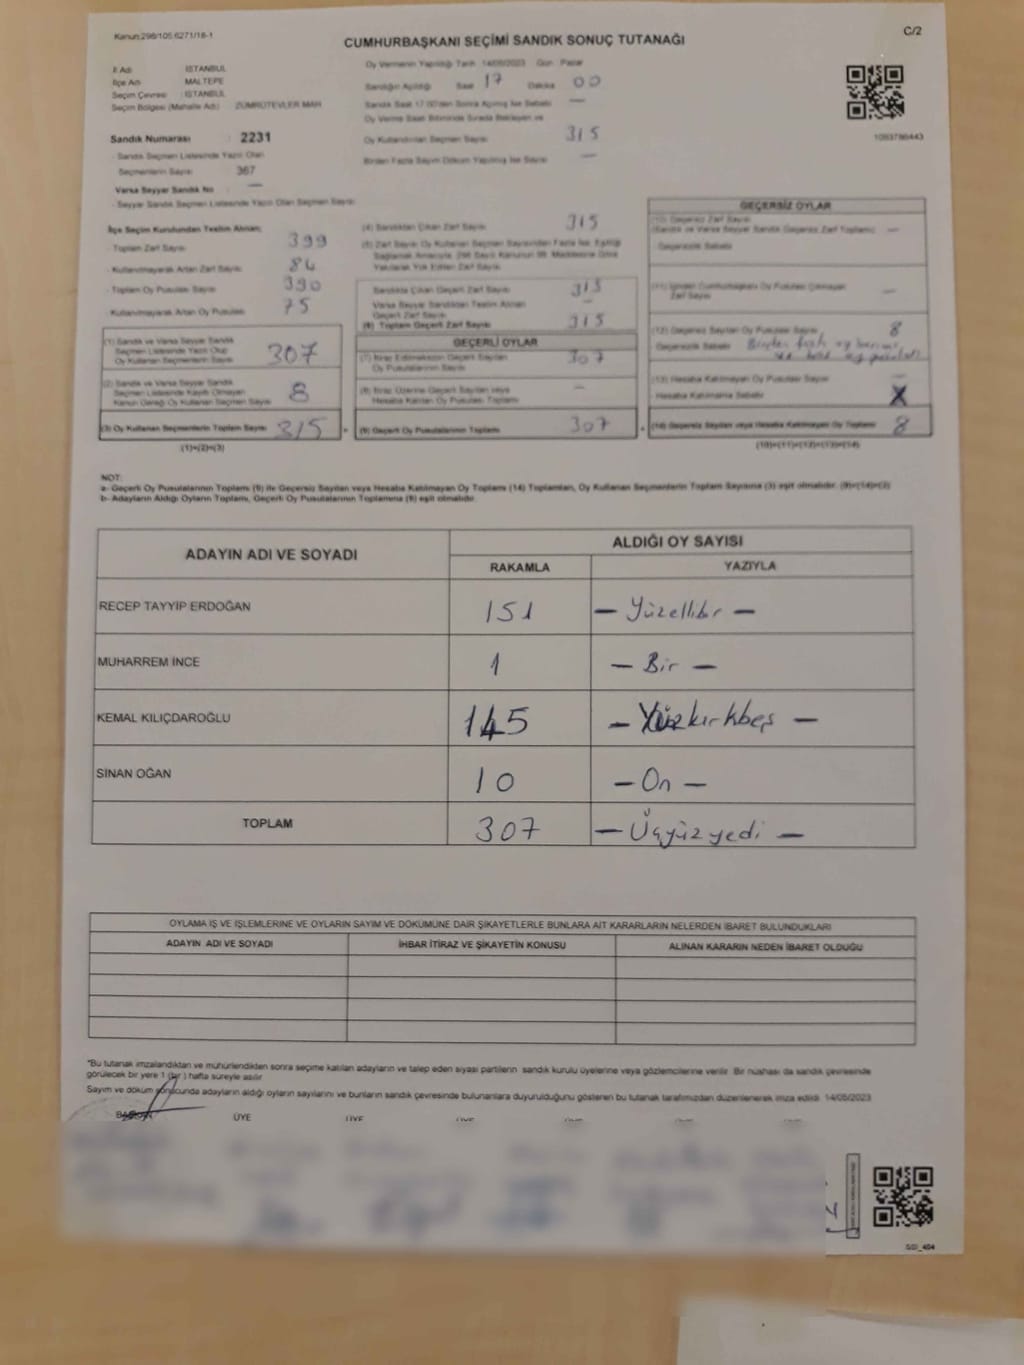 Kanun:298/105 6271/18-1
C/2
CUMHURBAŞKANI SEÇİMİ SANDIK SONUÇ TUTANAĞI
İl Adı İSTANBUL
İlçe Adı MALTEPE
Seçim Çevresi : İSTANBUL
Seçim Bölgesi (Mahalle Adı) ZÜMRÜTEVLER MAH
Sandık Numarası : 2231
- Sandık Seçmen Listesinde Yazılı Olan
Seçmenlerin Sayısı 367
Varsa Seyyar Sandık No —
- Seyyar Sandık Seçmen Listesinde Yazılı Olan Seçmen Sayısı
Oy Vermenin Yapıldığı Tarih 14/05/2023 Gün Pazar
Sandığın Açıldığı Saat 17 Dakika 00
Sandık Saat 17.00'den Sonra Açılmış İse Sebebi —
Oy Verme Saat Bitiminde Sırada Bekleyen ve
Oy Kullandırılan Seçmen Sayısı 315
Birden Fazla Sayım Döküm Yapılmış İse Sayısı —
1093786443
İlçe Seçim Kurulundan Teslim Alınan;
- Toplam Zarf Sayısı 399
- Kullanılmayarak Artan Zarf Sayısı 84
- Toplam Oy Pusulası Sayısı 390
- Kullanılmayarak Artan Oy Pusulası 75
(1) Sandık ve Varsa Seyyar Sandık
Seçmen Listesinde Yazılı Olup
Oy Kullanan Seçmenlerin Sayısı 307
(2) Sandık ve Varsa Seyyar Sandık
Seçmen Listesinde Kayıtlı Olmayan
Kanun Gereği Oy Kullanan Seçmen Sayısı 8
(3) Oy Kullanan Seçmenlerin Toplam Sayısı 315
(1)+(2)=(3)
(4) Sandıktan Çıkan Zarf Sayısı 315
(5) Zarf Sayısı Oy Kullanan Seçmen Sayısından Fazla İse, Eşitliği
Sağlamak Amacıyla, 298 Sayılı Kanunun 98. Maddesine Göre
Yakılarak Yok Edilen Zarf Sayısı
Sandıkta Çıkan Geçerli Zarf Sayısı 315
Varsa Seyyar Sandıktan Teslim Alınan
Geçerli Zarf Sayısı —
(6) Toplam Geçerli Zarf Sayısı 315
GEÇERLİ OYLAR
(7) İtiraz Edilmeksizin Geçerli Sayılan
Oy Pusulalarının Sayısı 307
(8) İtiraz Üzerine Geçerli Sayılan veya
Hesaba Katılan Oy Pusulası Toplamı —
(9) Geçerli Oy Pusulalarının Toplamı 307
GEÇERSİZ OYLAR
(10) Geçersiz Zarf Sayısı
(Sandık ve Varsa Seyyar Sandık Geçersiz Zarf Toplamı) —
Geçersizlik Sebebi
(11) İçinden Cumhurbaşkanı Oy Pusulası Çıkmayan
Zarf Sayısı —
(12) Geçersiz Sayılan Oy Pusulası Sayısı 8
Geçersizlik Sebebi Birden fazla oy
(13) Hesaba Katılmayan Oy Pusulası Sayısı —
Hesaba Katılmama Sebebi X
(14) Geçersiz Sayılan veya Hesaba Katılmayan Oy Toplamı 8
(10)+(11)+(12)+(13)=(14)
NOT:
a- Geçerli Oy Pusulalarının Toplamı (9) ile Geçersiz Sayılan veya Hesaba Katılmayan Oy Toplamı (14) Toplamları, Oy Kullanan Seçmenlerin Toplam Sayısına (3) eşit olmalıdır. (9)+(14)=(3)
b- Adayların Aldığı Oyların Toplamı, Geçerli Oy Pusulalarının Toplamına (9) eşit olmalıdır.
ADAYIN ADI VE SOYADI
ALDIĞI OY SAYISI
RAKAMLA YAZIYLA
RECEP TAYYİP ERDOĞAN 151 — Yüzellibir —
MUHARREM İNCE 1 — Bir —
KEMAL KILIÇDAROĞLU 145 — Yüzkırkbeş —
SİNAN OĞAN 10 — On —
TOPLAM 307 — Üçyüzyedi —
OYLAMA İŞ VE İŞLEMLERİNE VE OYLARIN SAYIM VE DÖKÜMÜNE DAİR ŞİKAYETLERLE BUNLARA AİT KARARLARIN NELERDEN İBARET BULUNDUKLARI
ADAYIN ADI VE SOYADI İHBAR İTİRAZ VE ŞİKAYETİN KONUSU ALINAN KARARIN NEDEN İBARET OLDUĞU
*Bu tutanak imzalandıktan ve mühürlendikten sonra seçime katılan adayların ve talep eden siyasi partilerin sandık kurulu üyelerine veya gözlemcilerine verilir. Bir nüshası da sandık çevresinde
görülecek bir yere 1 (bir) hafta süreyle asılır
Sayım ve döküm sonucunda adayların aldığı oyların sayılarını ve bunların sandık çevresinde bulunanlara duyurulduğunu gösteren bu tutanak tarafımızdan düzenlenerek imza edildi. 14/05/2023
BAŞKAN ÜYE ÜYE ÜYE ÜYE ÜYE ÜYE